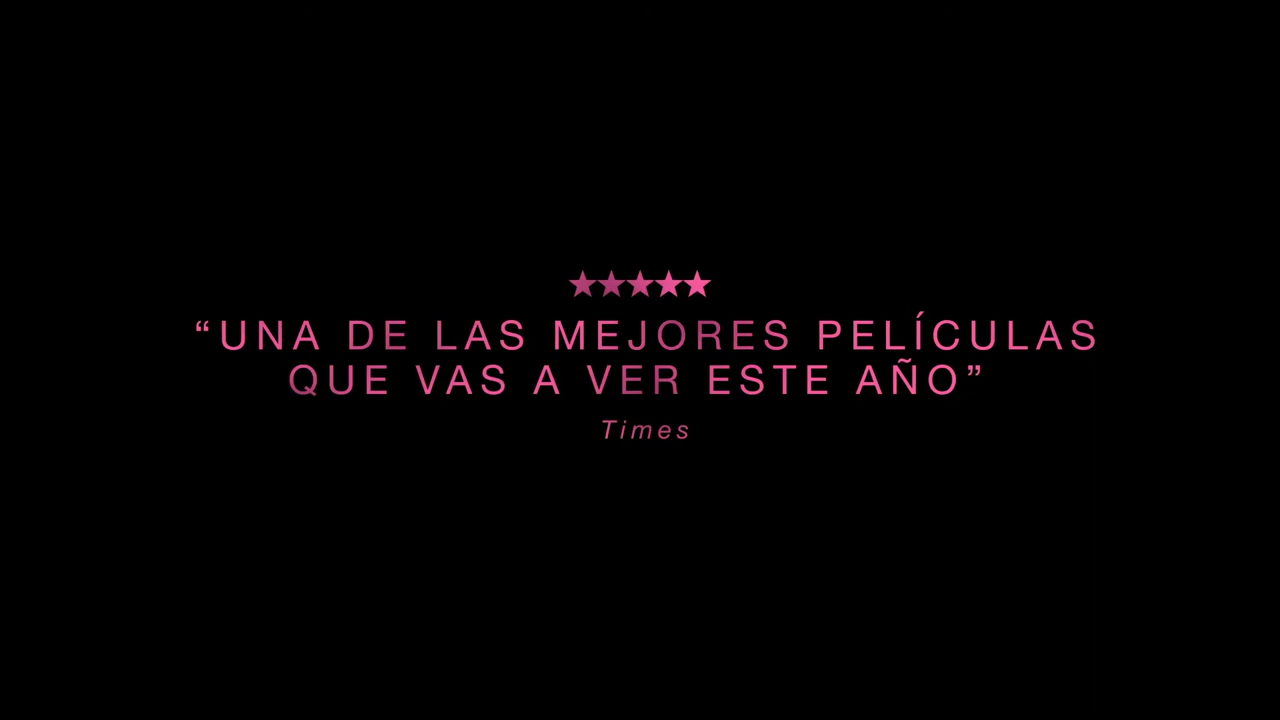 ★★★★★
“UNA DE LAS MEJORES PELÍCULAS
QUE VAS A VER ESTE AÑO”
Times